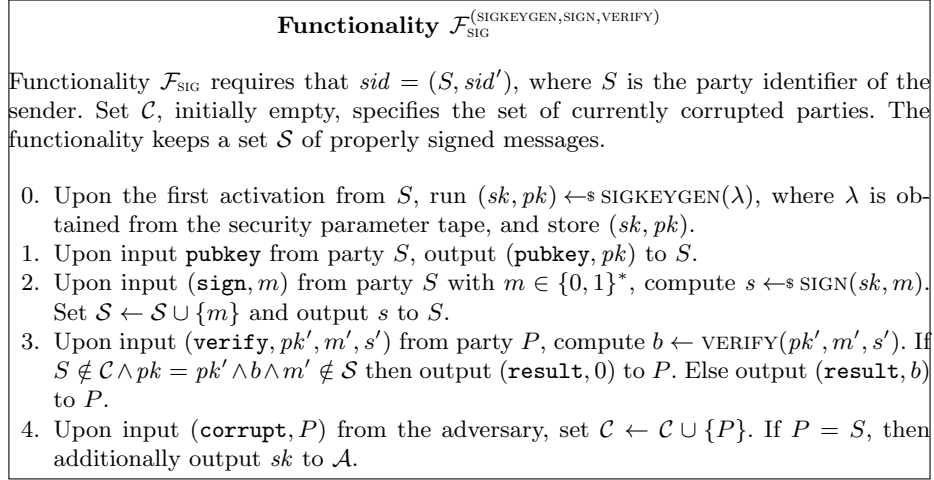 Functionality F_SIG^(SIGKEYGEN,SIGN,VERIFY)
Functionality F_SIG requires that sid = (S, sid′), where S is the party identifier of the
sender. Set C, initially empty, specifies the set of currently corrupted parties. The
functionality keeps a set S of properly signed messages.
0. Upon the first activation from S, run (sk, pk) ←$ SIGKEYGEN(λ), where λ is ob-
tained from the security parameter tape, and store (sk, pk).
1. Upon input pubkey from party S, output (pubkey, pk) to S.
2. Upon input (sign, m) from party S with m ∈ {0, 1}*, compute s ←$ SIGN(sk, m).
Set S ← S ∪ {m} and output s to S.
3. Upon input (verify, pk′, m′, s′) from party P, compute b ← VERIFY(pk′, m′, s′). If
S ∉ C ∧ pk = pk′ ∧ b ∧ m′ ∉ S then output (result, 0) to P. Else output (result, b)
to P.
4. Upon input (corrupt, P) from the adversary, set C ← C ∪ {P}. If P = S, then
additionally output sk to A.